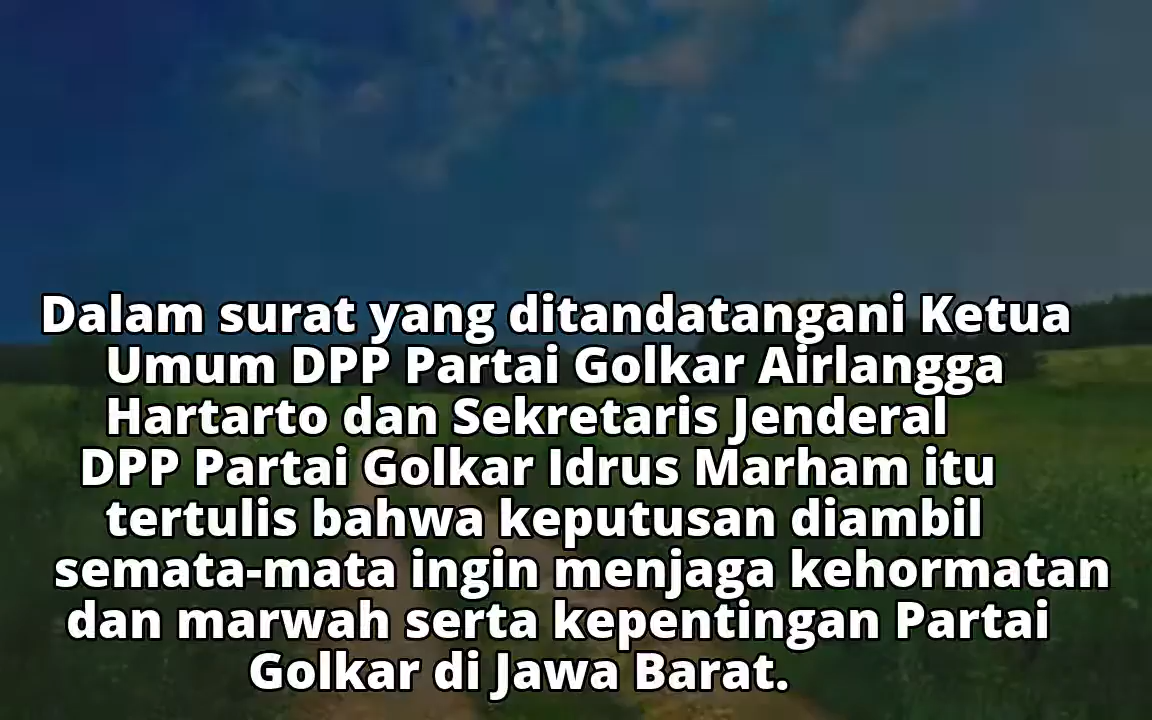 Dalam surat yang ditandatangani Ketua
Umum DPP Partai Golkar Airlangga
Hartarto dan Sekretaris Jenderal
DPP Partai Golkar Idrus Marham itu
tertulis bahwa keputusan diambil
semata-mata ingin menjaga kehormatan
dan marwah serta kepentingan Partai
Golkar di Jawa Barat.